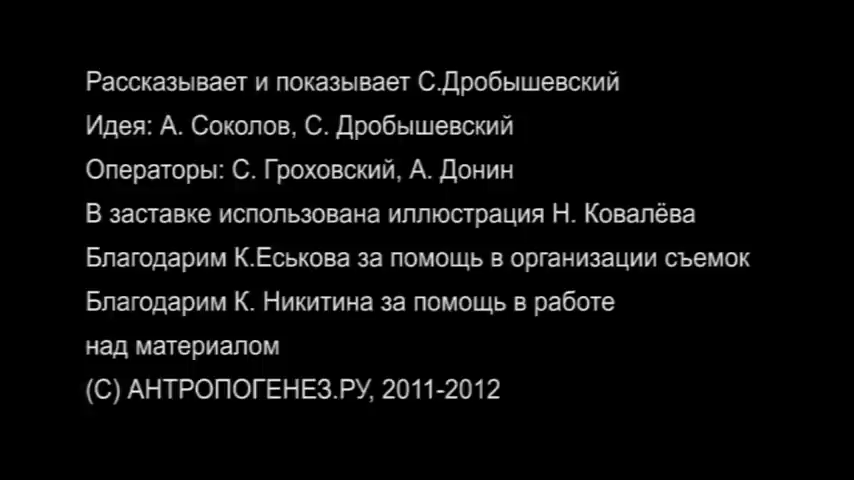 Рассказывает и показывает С.Дробышевский
Идея: А. Соколов, С. Дробышевский
Операторы: С. Гроховский, А. Донин
В заставке использована иллюстрация Н. Ковалёва
Благодарим К.Еськова за помощь в организации съемок
Благодарим К. Никитина за помощь в работе
над материалом
(С) АНТРОПОГЕНЕЗ.РУ, 2011-2012